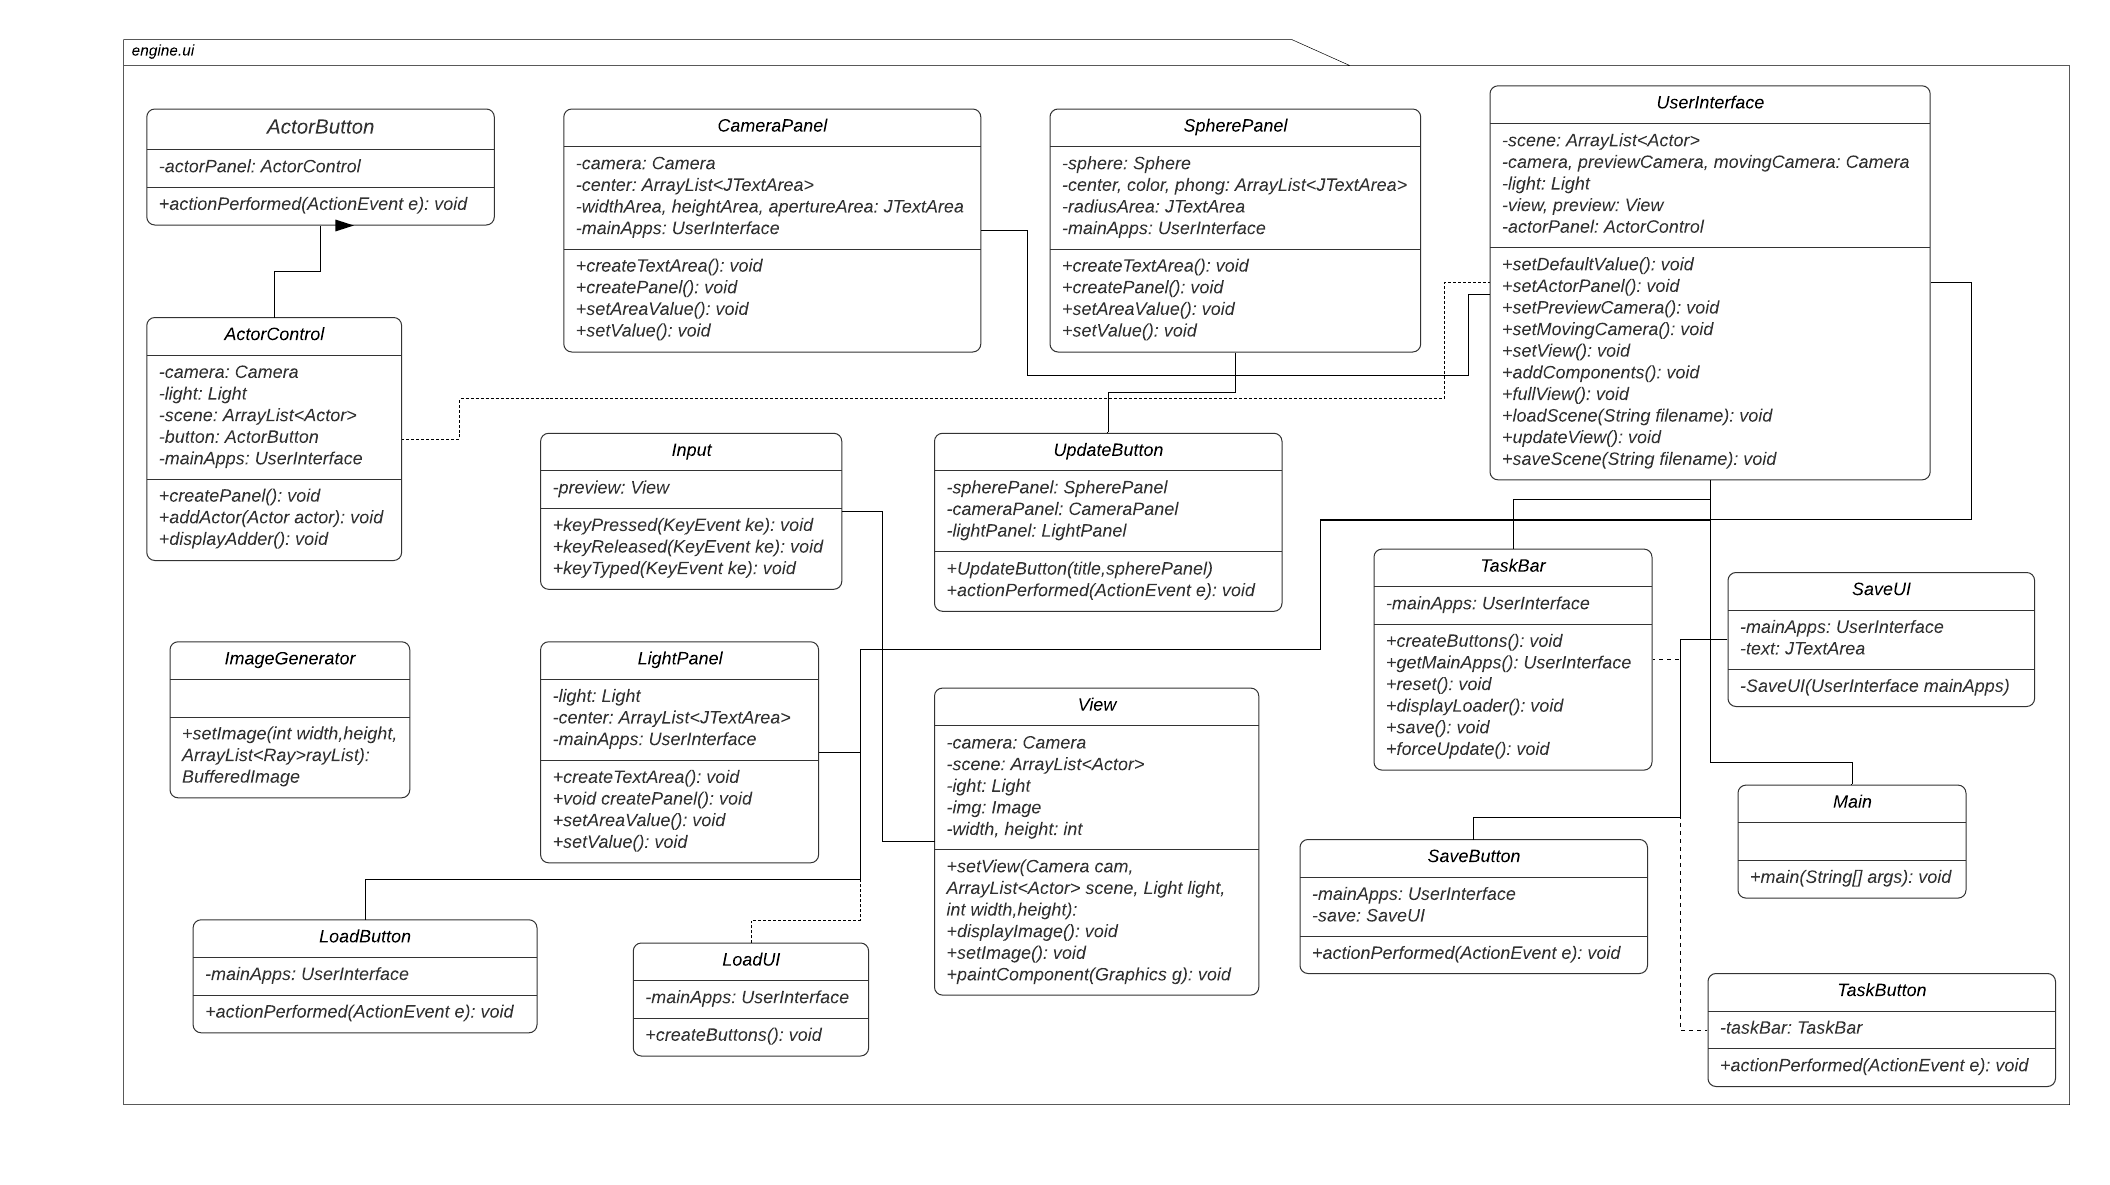 engine.ui
ActorButton
-actorPanel: ActorControl
+actionPerformed(ActionEvent e): void
CameraPanel
-camera: Camera
-center: ArrayList<JTextArea>
-widthArea, heightArea, apertureArea: JTextArea
-mainApps: UserInterface
+createTextArea(): void
+createPanel(): void
+setAreaValue(): void
+setValue(): void
SpherePanel
-sphere: Sphere
-center, color, phong: ArrayList<JTextArea>
-radiusArea: JTextArea
-mainApps: UserInterface
+createTextArea(): void
+createPanel(): void
+setAreaValue(): void
+setValue(): void
UserInterface
-scene: ArrayList<Actor>
-camera, previewCamera, movingCamera: Camera
-light: Light
-view, preview: View
-actorPanel: ActorControl
+setDefaultValue(): void
+setActorPanel(): void
+setPreviewCamera(): void
+setMovingCamera(): void
+setView(): void
+addComponents(): void
+fullView(): void
+loadScene(String filename): void
+updateView(): void
+saveScene(String filename): void
ActorControl
-camera: Camera
-light: Light
-scene: ArrayList<Actor>
-button: ActorButton
-mainApps: UserInterface
+createPanel(): void
+addActor(Actor actor): void
+displayAdder(): void
Input
-preview: View
+keyPressed(KeyEvent ke): void
+keyReleased(KeyEvent ke): void
+keyTyped(KeyEvent ke): void
UpdateButton
-spherePanel: SpherePanel
-cameraPanel: CameraPanel
-lightPanel: LightPanel
+UpdateButton(title,spherePanel)
+actionPerformed(ActionEvent e): void
TaskBar
-mainApps: UserInterface
+createButtons(): void
+getMainApps(): UserInterface
+reset(): void
+displayLoader(): void
+save(): void
+forceUpdate(): void
SaveUI
-mainApps: UserInterface
-text: JTextArea
-SaveUI(UserInterface mainApps)
ImageGenerator
+setImage(int width,height,
ArrayList<Ray>rayList):
BufferedImage
LightPanel
-light: Light
-center: ArrayList<JTextArea>
-mainApps: UserInterface
+createTextArea(): void
+void createPanel(): void
+setAreaValue(): void
+setValue(): void
View
-camera: Camera
-scene: ArrayList<Actor>
-ight: Light
-img: Image
-width, height: int
+setView(Camera cam,
ArrayList<Actor> scene, Light light,
int width,height):
+displayImage(): void
+setImage(): void
+paintComponent(Graphics g): void
Main
+main(String[] args): void
SaveButton
-mainApps: UserInterface
-save: SaveUI
+actionPerformed(ActionEvent e): void
LoadButton
-mainApps: UserInterface
+actionPerformed(ActionEvent e): void
LoadUI
-mainApps: UserInterface
+createButtons(): void
TaskButton
-taskBar: TaskBar
+actionPerformed(ActionEvent e): void